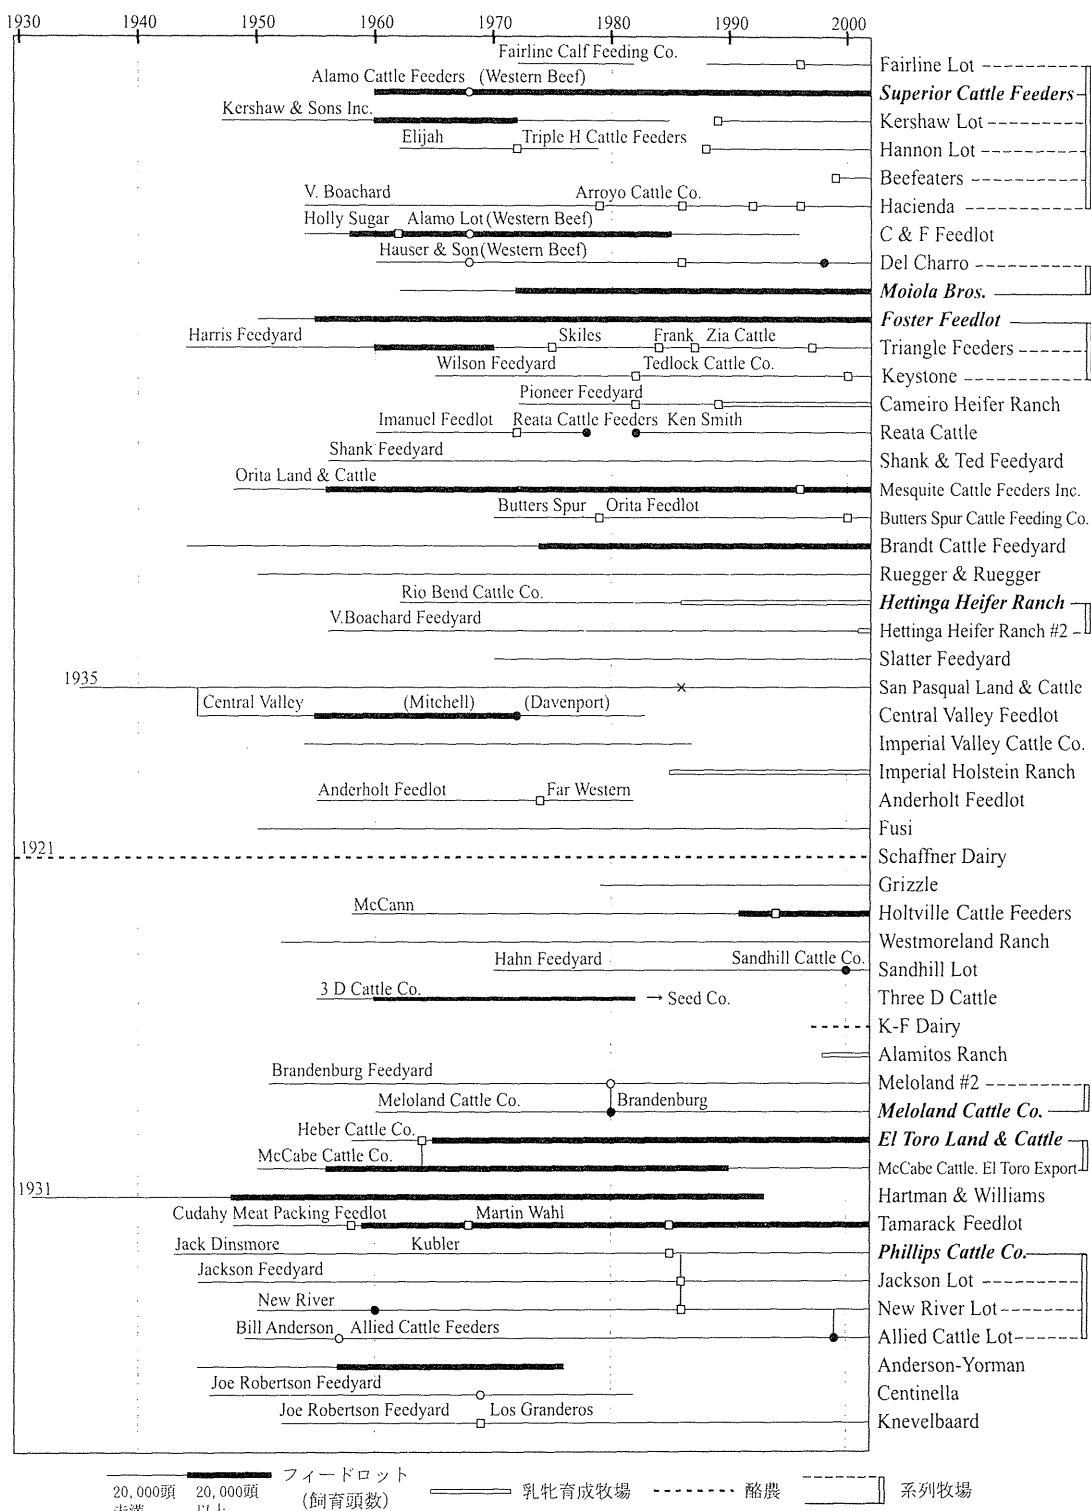 1930 1940 1950 1960 1970 1980 1990 2000
Fairline Calf Feeding Co. Fairline Lot
Alamo Cattle Feeders (Western Beef) Superior Cattle Feeders
Kershaw & Sons Inc. Kershaw Lot
Elijah Triple H Cattle Feeders Hannon Lot
Beefeaters
V. Boachard Arroyo Cattle Co. Hacienda
Holly Sugar Alamo Lot (Western Beef) C & F Feedlot
Hauser & Son (Western Beef) Del Charro
Moiola Bros.
Foster Feedlot
Harris Feedyard Skiles Frank Zia Cattle Triangle Feeders
Wilson Feedyard Tedlock Cattle Co. Keystone
Pioneer Feedyard Cameiro Heifer Ranch
Imanuel Feedlot Reata Cattle Feeders Ken Smith Reata Cattle
Shank Feedyard Shank & Ted Feedyard
Orita Land & Cattle Mesquite Cattle Feeders Inc.
Butters Spur Orita Feedlot Butters Spur Cattle Feeding Co.
Brandt Cattle Feedyard
Ruegger & Ruegger
Rio Bend Cattle Co. Hettinga Heifer Ranch
V.Boachard Feedyard Hettinga Heifer Ranch #2
Slatter Feedyard
1935 San Pasqual Land & Cattle
Central Valley (Mitchell) (Davenport) Central Valley Feedlot
Imperial Valley Cattle Co.
Imperial Holstein Ranch
Anderholt Feedlot Far Western Anderholt Feedlot
Fusi
1921 Schaffner Dairy
Grizzle
McCann Holtville Cattle Feeders
Westmoreland Ranch
Hahn Feedyard Sandhill Cattle Co. Sandhill Lot
3 D Cattle Co. → Seed Co. Three D Cattle
K-F Dairy
Alamitos Ranch
Brandenburg Feedyard Meloland #2
Meloland Cattle Co. Brandenburg Meloland Cattle Co.
Heber Cattle Co. El Toro Land & Cattle
McCabe Cattle Co. McCabe Cattle. El Toro Export
1931 Hartman & Williams
Cudahy Meat Packing Feedlot Martin Wahl Tamarack Feedlot
Jack Dinsmore Kubler Phillips Cattle Co.
Jackson Feedyard Jackson Lot
New River New River Lot
Bill Anderson Allied Cattle Feeders Allied Cattle Lot
Anderson-Yorman
Joe Robertson Feedyard Centinella
Joe Robertson Feedyard Los Granderos Knevelbaard
フィードロット
20,000頭 20,000頭 (飼育頭数) 乳牝育成牧場 酪農 系列牧場